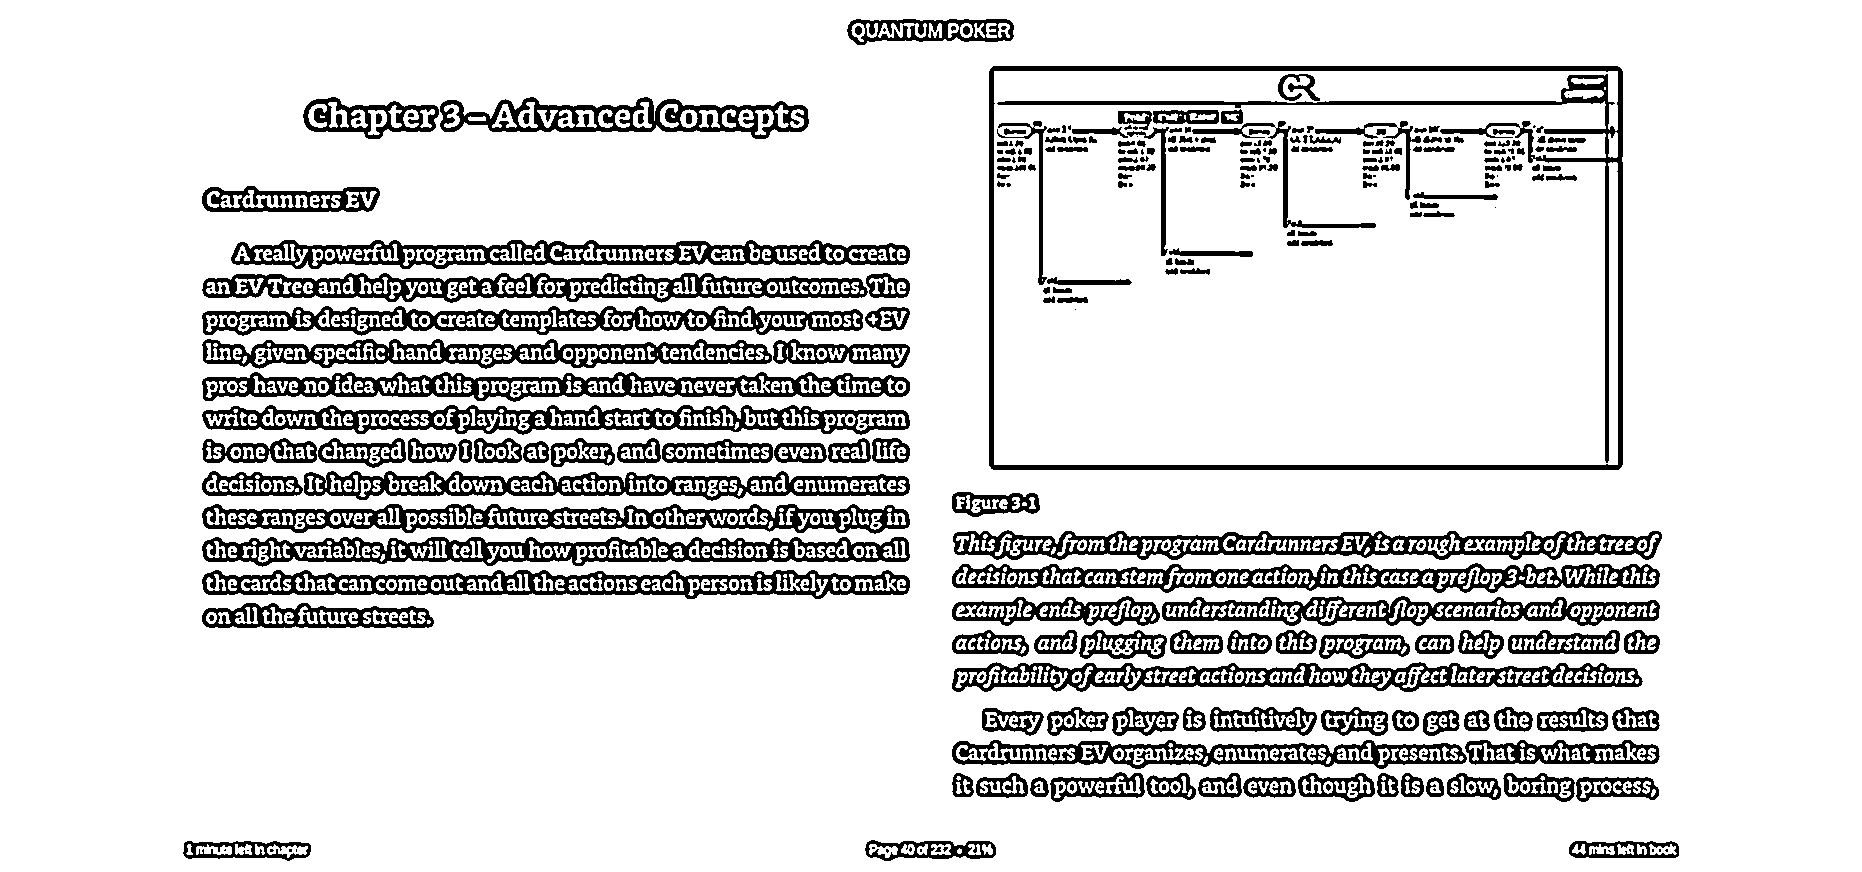 QUANTUM POKER
Chapter 3 – Advanced Concepts
Cardrunners EV
A really powerful program called Cardrunners EV can be used to create
an EV Tree and help you get a feel for predicting all future outcomes. The
program is designed to create templates for how to find your most +EV
line, given specific hand ranges and opponent tendencies. I know many
pros have no idea what this program is and have never taken the time to
write down the process of playing a hand start to finish, but this program
is one that changed how I look at poker, and sometimes even real life
decisions. It helps break down each action into ranges, and enumerates
these ranges over all possible future streets. In other words, if you plug in
the right variables, it will tell you how profitable a decision is based on all
the cards that can come out and all the actions each person is likely to make
on all the future streets.
CR
Figure 3-1
This figure, from the program Cardrunners EV, is a rough example of the tree of
decisions that can stem from one action, in this case a preflop 3-bet. While this
example ends preflop, understanding different flop scenarios and opponent
actions, and plugging them into this program, can help understand the
profitability of early street actions and how they affect later street decisions.
Every poker player is intuitively trying to get at the results that
Cardrunners EV organizes, enumerates, and presents. That is what makes
it such a powerful tool, and even though it is a slow, boring process,
1 minute left in chapter
Page 40 of 232 • 21%
44 mins left in book